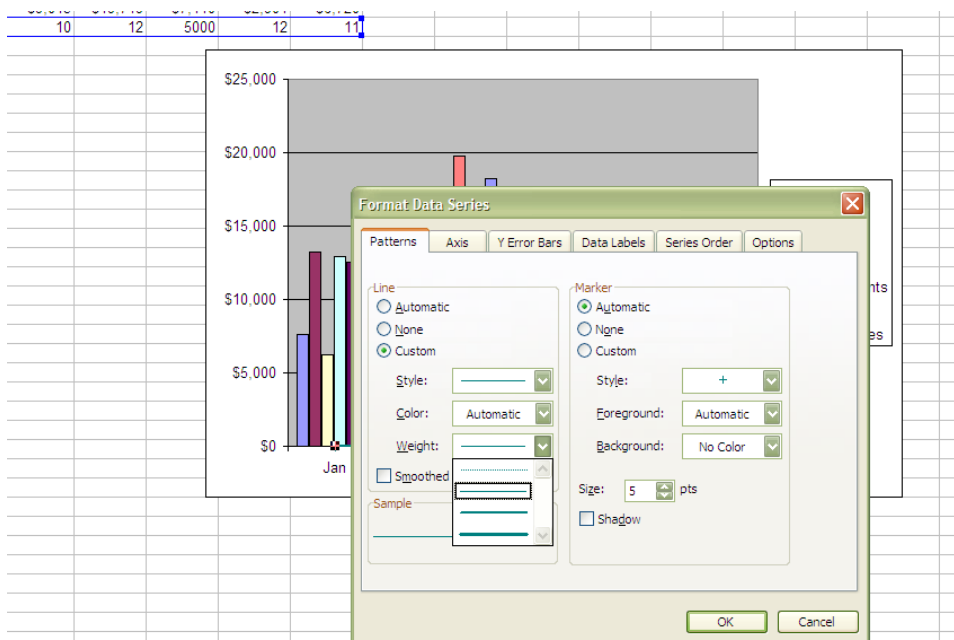 10 12 5000 12 11
$25,000
$20,000
$15,000
$10,000
$5,000
$0
Jan
nts
es
Format Data Series
Patterns Axis Y Error Bars Data Labels Series Order Options
Line
Automatic
None
Custom
Style:
Color: Automatic
Weight:
Smoothed
Sample
Marker
Automatic
None
Custom
Style:
Foreground: Automatic
Background: No Color
Size: 5 pts
Shadow
OK Cancel